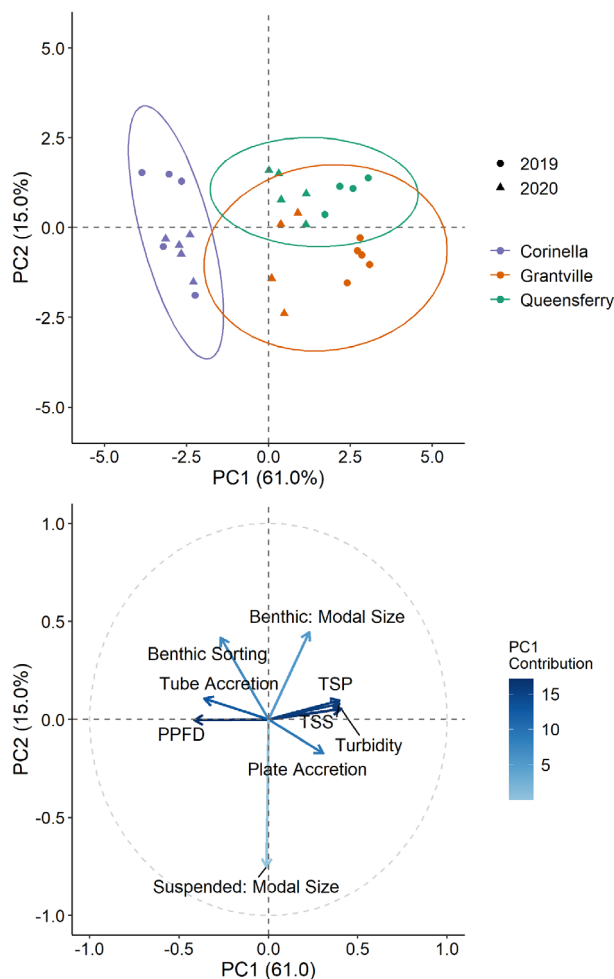 5.0
2.5
0.0
-2.5
-5.0
PC2 (15.0%)
-5.0 -2.5 0.0 2.5 5.0
PC1 (61.0%)
2019
2020
Corinella
Grantville
Queensferry
1.0
0.5
0.0
-0.5
-1.0
PC2 (15.0%)
Benthic: Modal Size
Benthic Sorting
Tube Accretion
TSP
TSS
PPFD
Turbidity
Plate Accretion
Suspended: Modal Size
-1.0 -0.5 0.0 0.5 1.0
PC1 (61.0)
PC1
Contribution
15
10
5